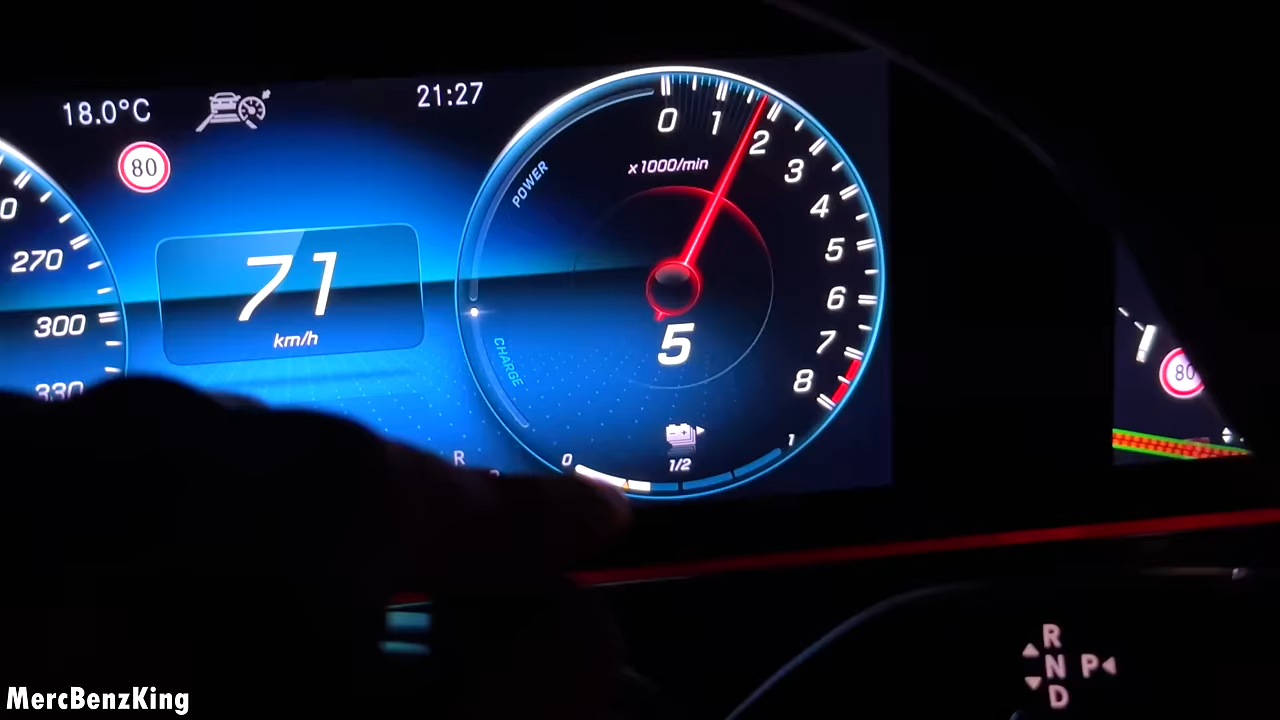 18.0°C
21:27
80
0
1
2
3
4
5
6
7
8
x1000/min
POWER
CHARGE
270
300
330
71
km/h
5
0
1/2
1
R
80
R
N P
D
MercBenzKing